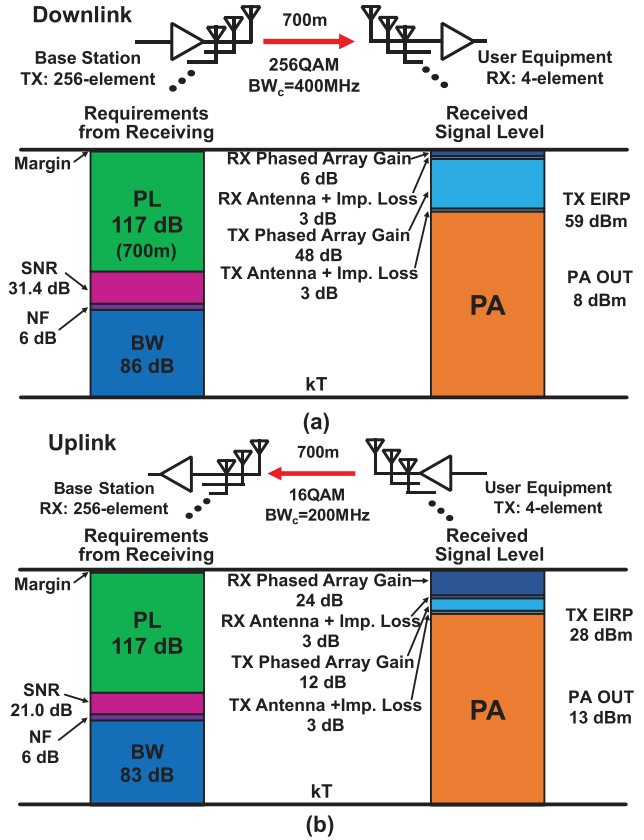 Downlink
700m
Base Station
TX: 256-element
256QAM
BWc=400MHz
User Equipment
RX: 4-element
Requirements
from Receiving
Received
Signal Level
Margin
PL
117 dB
(700m)
SNR
31.4 dB
NF
6 dB
BW
86 dB
RX Phased Array Gain
6 dB
RX Antenna + Imp. Loss
3 dB
TX Phased Array Gain
48 dB
TX Antenna + Imp. Loss
3 dB
PA
TX EIRP
59 dBm
PA OUT
8 dBm
kT
(a)
Uplink
700m
Base Station
RX: 256-element
16QAM
BWc=200MHz
User Equipment
TX: 4-element
Requirements
from Receiving
Received
Signal Level
Margin
PL
117 dB
SNR
21.0 dB
NF
6 dB
BW
83 dB
RX Phased Array Gain
24 dB
RX Antenna + Imp. Loss
3 dB
TX Phased Array Gain
12 dB
TX Antenna +Imp. Loss
3 dB
PA
TX EIRP
28 dBm
PA OUT
13 dBm
kT
(b)